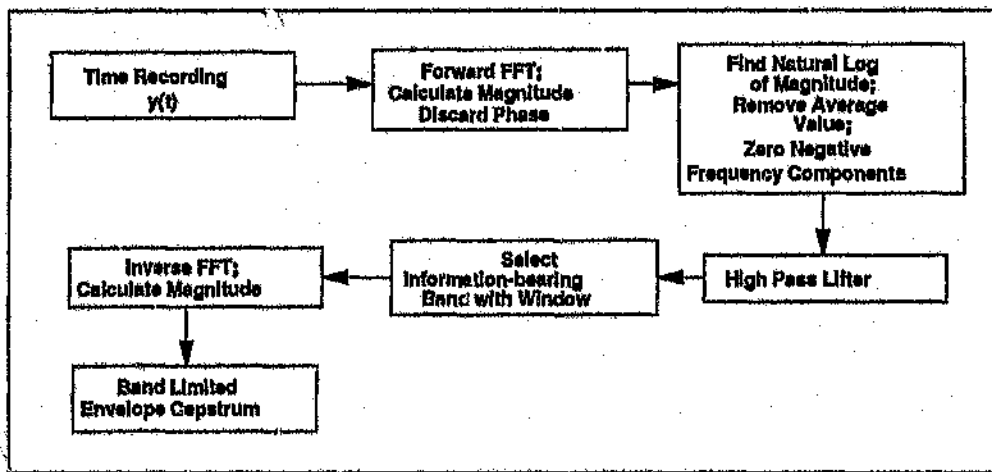 Time Recording
y(t)
Forward FFT;
Calculate Magnitude
Discard Phase
Find Natural Log
of Magnitude;
Remove Average
Value;
Zero Negative
Frequency Components
High Pass Lifter
Select
Information-bearing
Band with Window
Inverse FFT;
Calculate Magnitude
Band Limited
Envelope Cepstrum